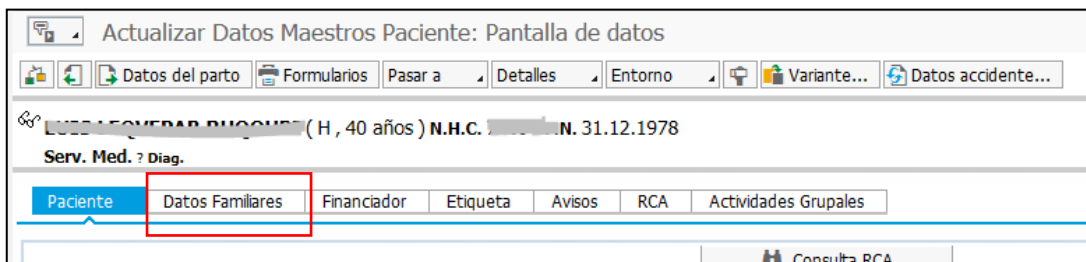 Actualizar Datos Maestros Paciente: Pantalla de datos
Datos del parto Formularios Pasar a Detalles Entorno Variante... Datos accidente...
( H , 40 años ) N.H.C. N. 31.12.1978
Serv. Med. ? Diag.
Paciente Datos Familiares Financiador Etiqueta Avisos RCA Actividades Grupales
Consulta RCA